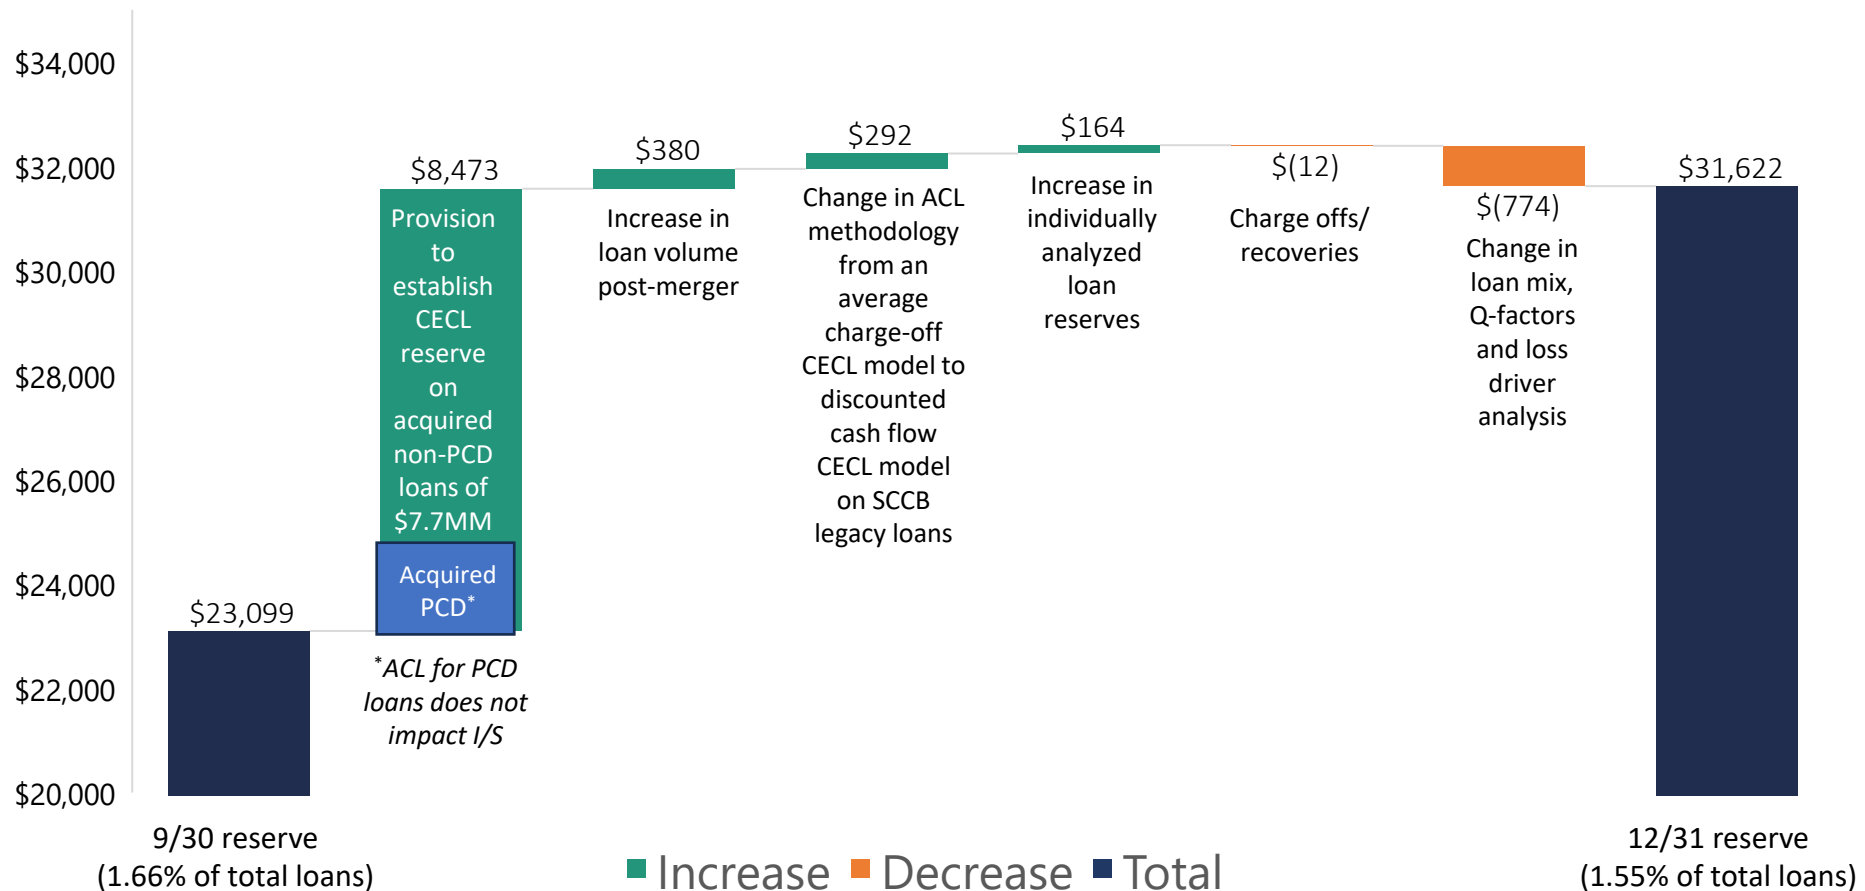 $34,000
$32,000
$30,000
$28,000
$26,000
$24,000
$22,000
$20,000
$23,099
9/30 reserve
(1.66% of total loans)
$8,473
Provision
to
establish
CECL
reserve
on
acquired
non-PCD
loans of
$7.7MM
Acquired
PCD*
*ACL for PCD
loans does not
impact I/S
$380
Increase in
loan volume
post-merger
$292
Change in ACL
methodology
from an
average
charge-off
CECL model to
discounted
cash flow
CECL model
on SCCB
legacy loans
$164
Increase in
individually
analyzed
loan
reserves
$(12)
Charge offs/
recoveries
$(774)
Change in
loan mix,
Q-factors
and loss
driver
analysis
$31,622
12/31 reserve
(1.55% of total loans)
Increase Decrease Total